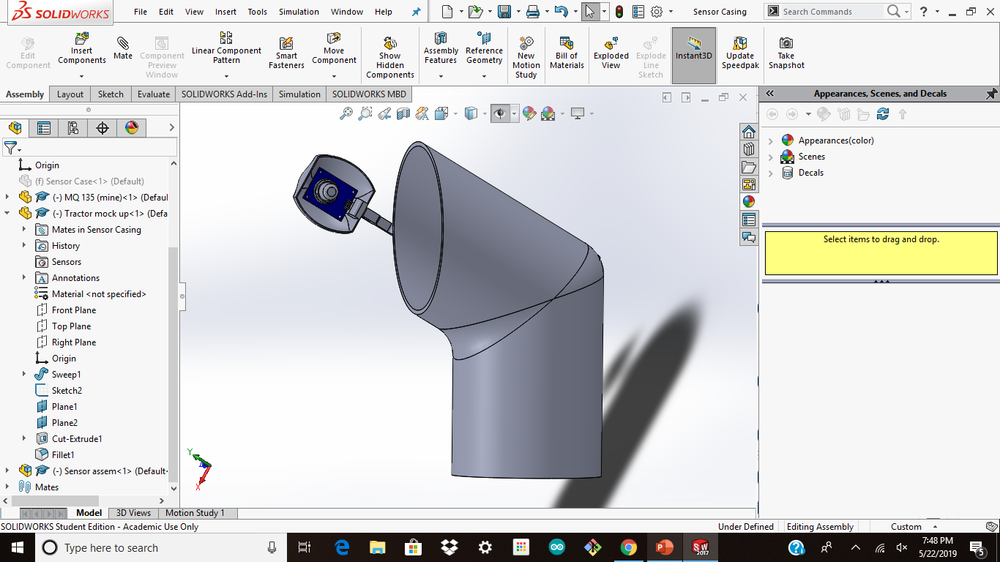 SOLIDWORKS
File Edit View Insert Tools Simulation Window Help
Sensor Casing
Search Commands
?
Edit Component
Insert Components
Mate
Component Preview Window
Linear Component Pattern
Smart Fasteners
Move Component
Show Hidden Components
Assembly Features
Reference Geometry
New Motion Study
Bill of Materials
Exploded View
Explode Line Sketch
Instant3D
Update Speedpak
Take Snapshot
Assembly Layout Sketch Evaluate SOLIDWORKS Add-Ins Simulation SOLIDWORKS MBD
Appearances, Scenes, and Decals
Appearances(color)
Scenes
Decals
Select items to drag and drop.
Origin
(f) Sensor Case<1> (Default)
(-) MQ 135 (mine)<1> (Defaul
(-) Tractor mock up<1> (Defa
Mates in Sensor Casing
History
Sensors
Annotations
Material <not specified>
Front Plane
Top Plane
Right Plane
Origin
Sweep1
Sketch2
Plane1
Plane2
Cut-Extrude1
Fillet1
(-) Sensor assem<1> (Default
Mates
Y
Z
X
Model 3D Views Motion Study 1
SOLIDWORKS Student Edition - Academic Use Only
Under Defined Editing Assembly Custom
Type here to search
SW
2017
7:48 PM
5/22/2019
5